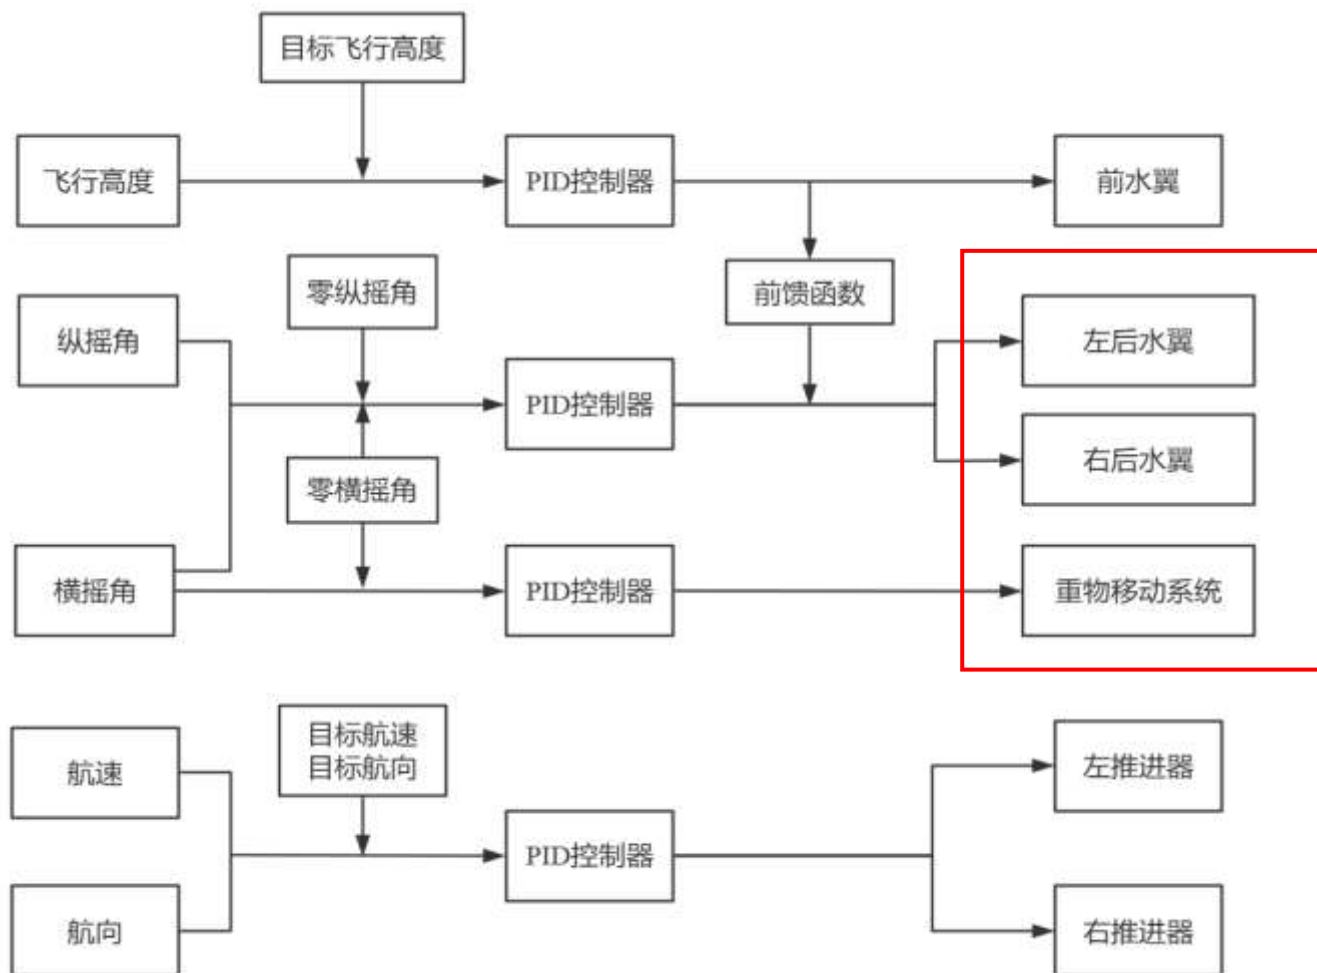 目标飞行高度
飞行高度
PID控制器
前水翼
零纵摇角
前馈函数
纵摇角
左后水翼
PID控制器
右后水翼
零横摇角
横摇角
PID控制器
重物移动系统
目标航速
目标航向
航速
左推进器
PID控制器
航向
右推进器